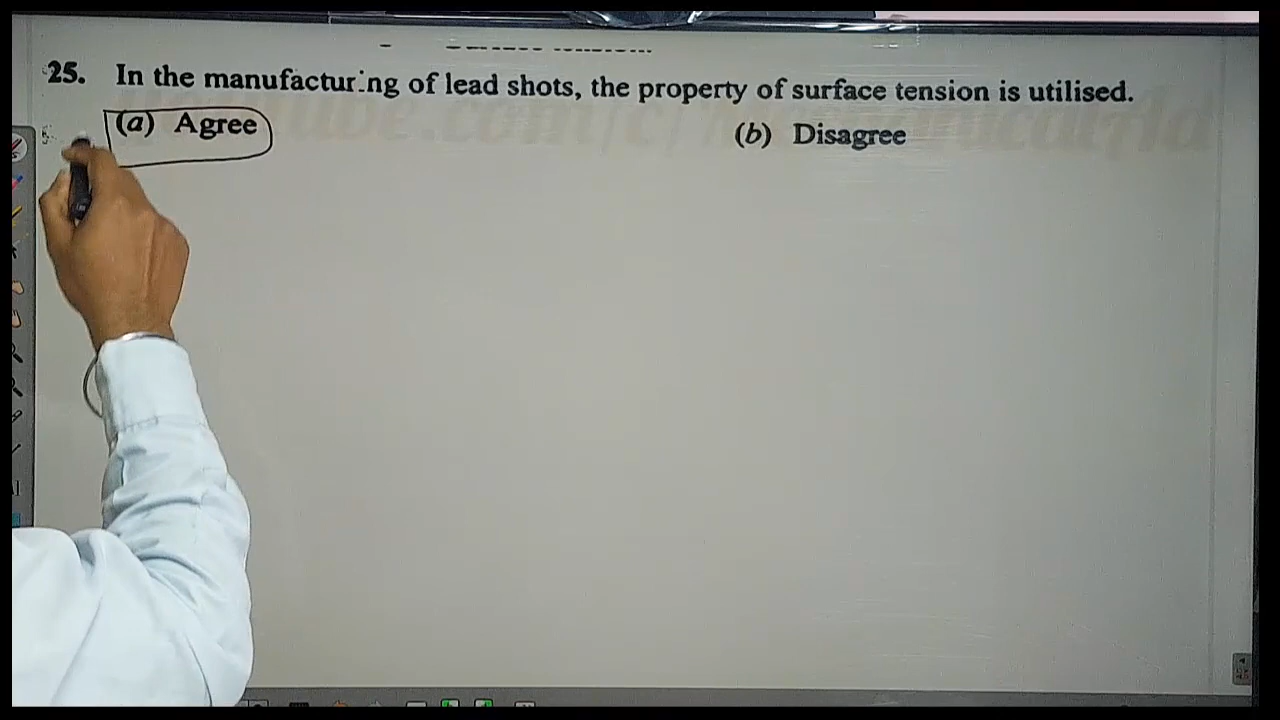 25. In the manufacturing of lead shots, the property of surface tension is utilised.
(a) Agree (b) Disagree